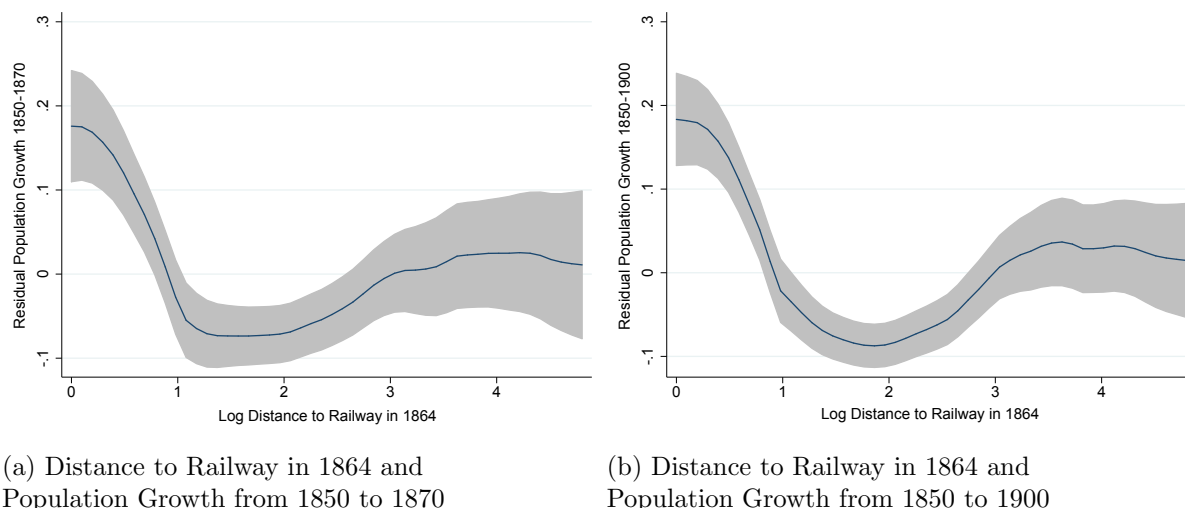 .3
.2
.1
0
-.1
Residual Population Growth 1850-1870
0 1 2 3 4
Log Distance to Railway in 1864
(a) Distance to Railway in 1864 and
Population Growth from 1850 to 1870
.3
.2
.1
0
-.1
Residual Population Growth 1850-1900
0 1 2 3 4
Log Distance to Railway in 1864
(b) Distance to Railway in 1864 and
Population Growth from 1850 to 1900